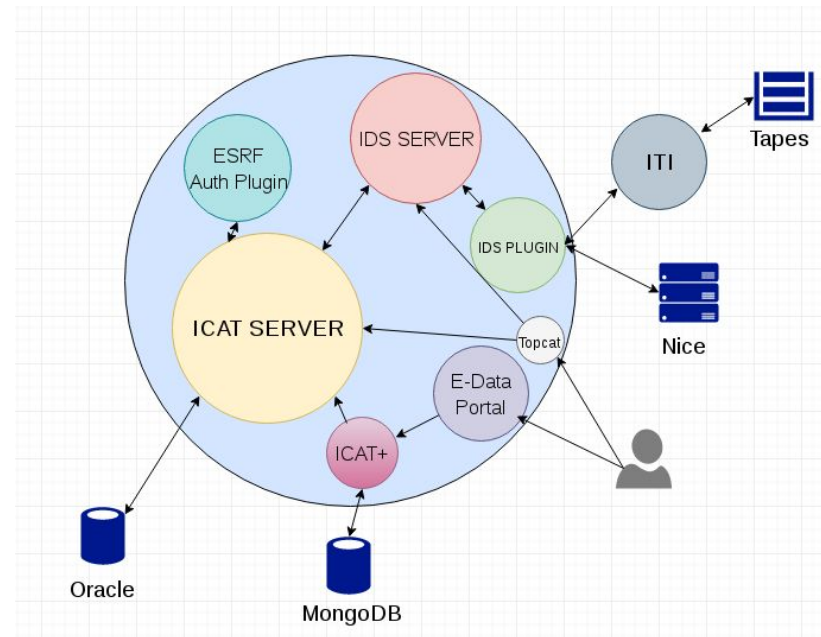 ESRF
Auth Plugin
IDS SERVER
ITI
Tapes
IDS PLUGIN
ICAT SERVER
Topcat
Nice
E-Data
Portal
ICAT+
Oracle
MongoDB